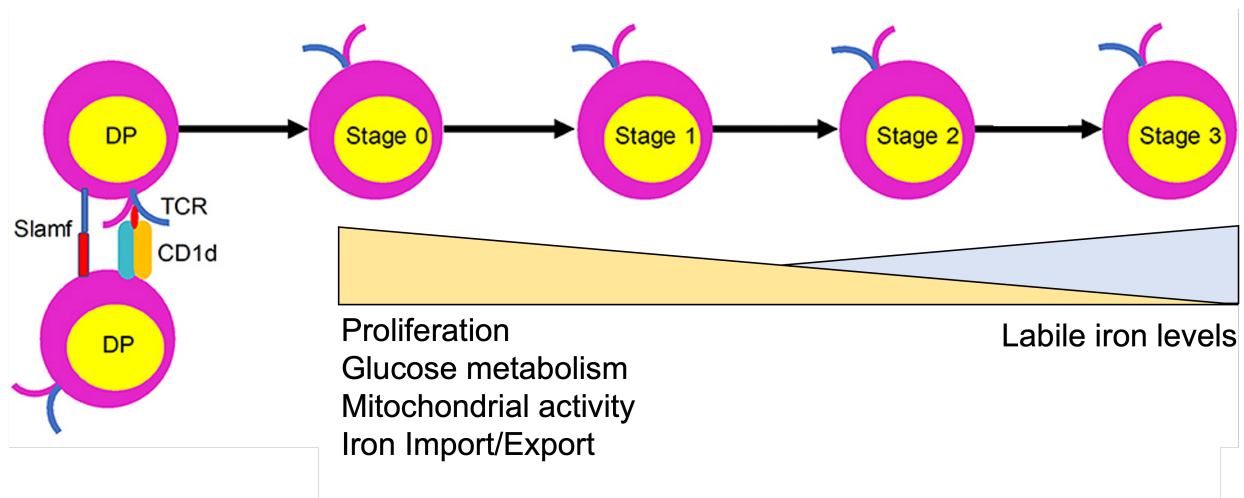 DP
Stage 0
Stage 1
Stage 2
Stage 3
TCR
Slamf
CD1d
DP
Proliferation
Glucose metabolism
Mitochondrial activity
Iron Import/Export
Labile iron levels